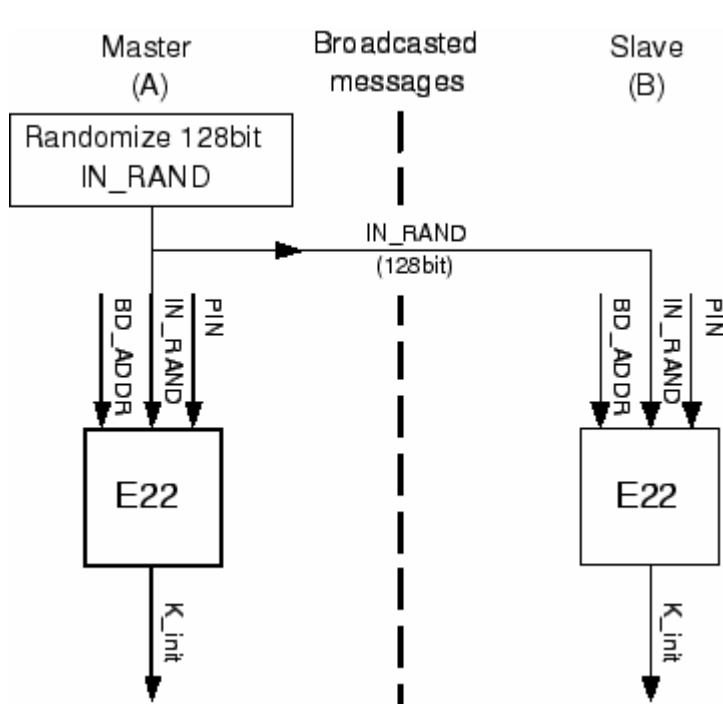 Master
(A)
Broadcasted
messages
Slave
(B)
Randomize 128bit
IN_RAND
IN_RAND
(128bit)
BD_ADDR
IN_RAND
PIN
BD_ADDR
IN_RAND
PIN
E22
E22
K_init
K_init